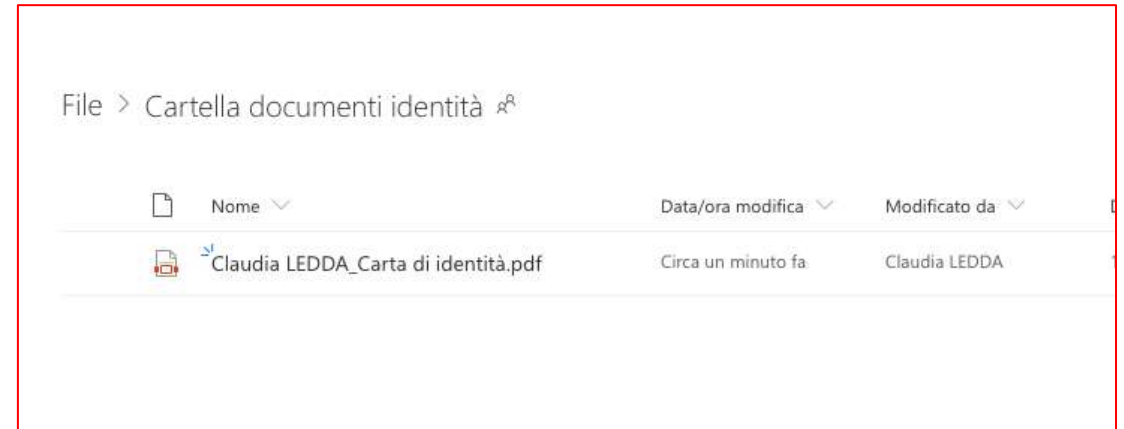 File > Cartella documenti identità
Nome Data/ora modifica Modificato da
Claudia LEDDA_Carta di identità.pdf Circa un minuto fa Claudia LEDDA